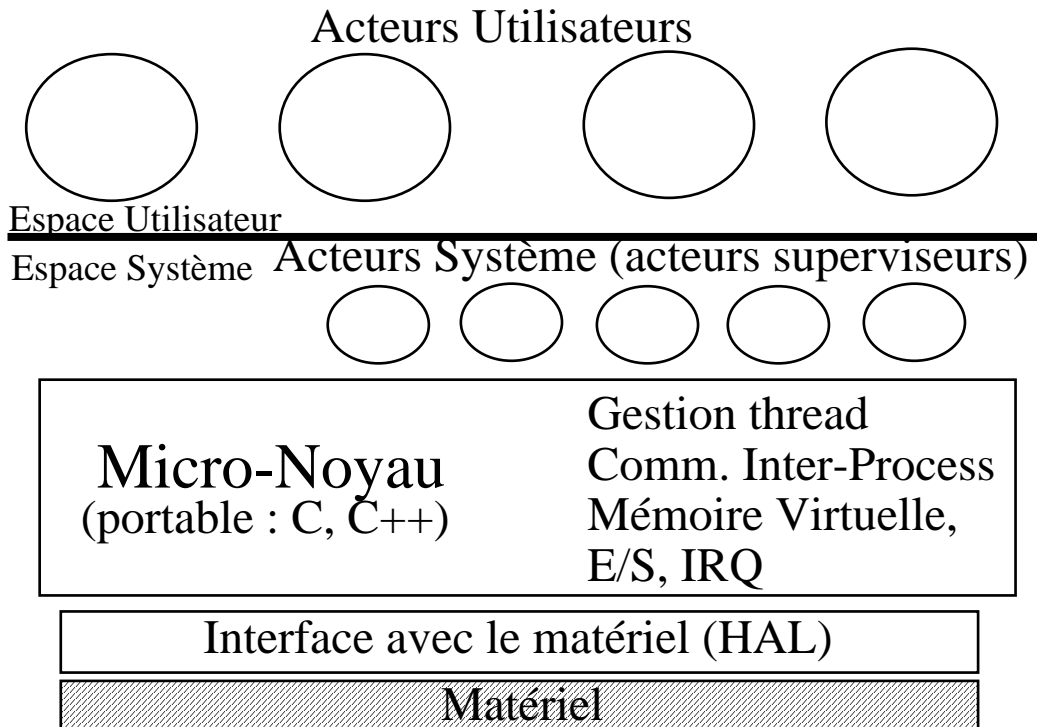 Acteurs Utilisateurs
Espace Utilisateur
Espace Système
Acteurs Système (acteurs superviseurs)
Micro-Noyau
(portable : C, C++)
Gestion thread
Comm. Inter-Process
Mémoire Virtuelle,
E/S, IRQ
Interface avec le matériel (HAL)
Matériel